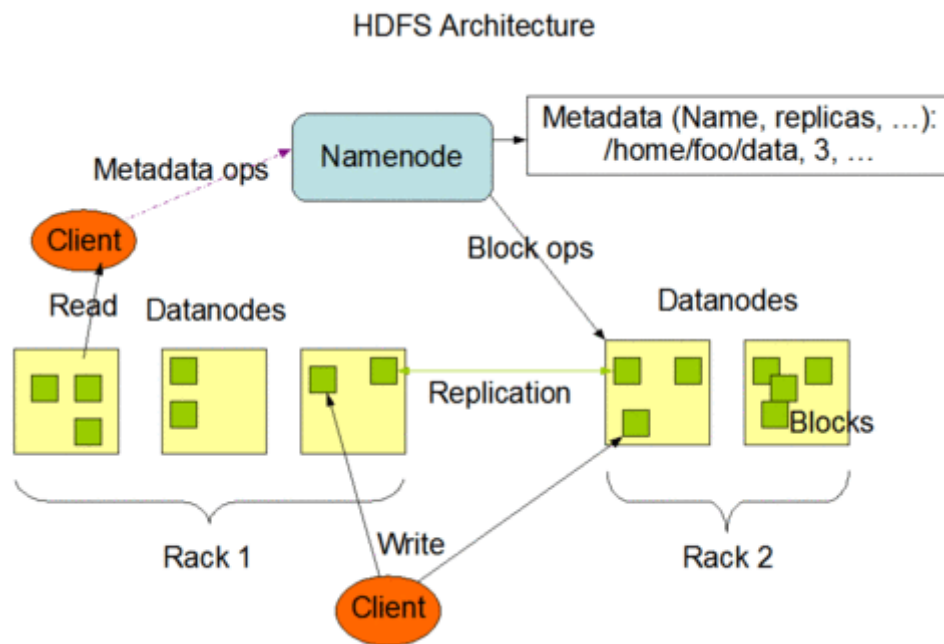 HDFS Architecture
Metadata (Name, replicas, …):
/home/foo/data, 3, …
Namenode
Metadata ops
Client
Block ops
Read
Datanodes
Datanodes
Replication
Blocks
Rack 1
Write
Rack 2
Client